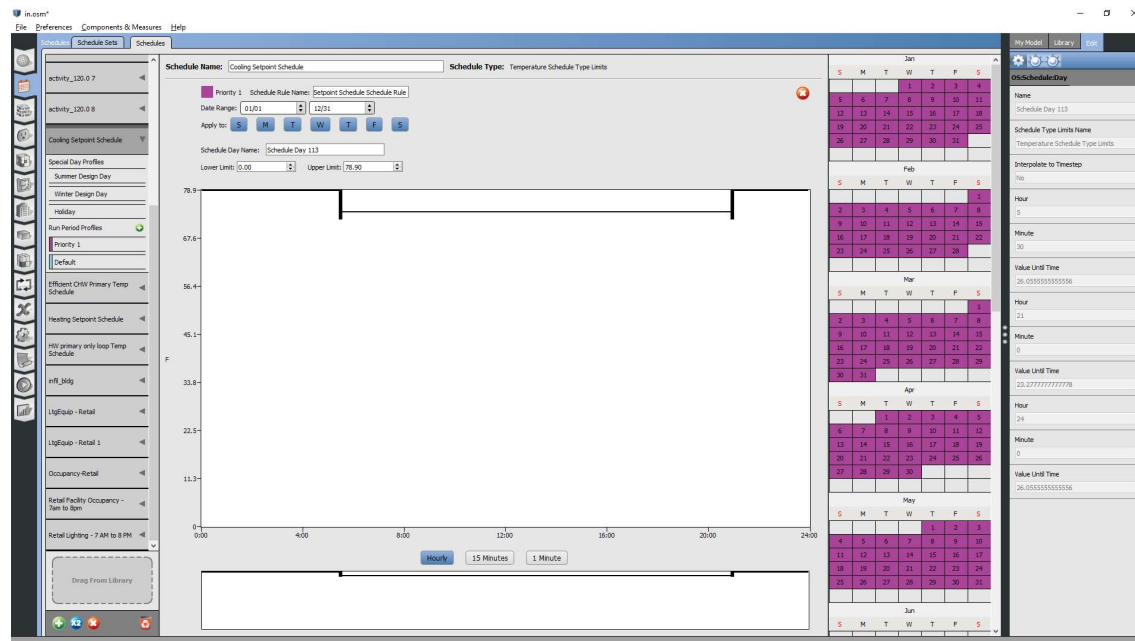 in.osm*
File Preferences Components & Measures Help
Schedules Schedule Sets Schedules
My Model Library Edit
activity_120.0 7
activity_120.0 8
Cooling Setpoint Schedule
Special Day Profiles
Summer Design Day
Winter Design Day
Holiday
Run Period Profiles
Priority 1
Default
Efficient CHW Primary Temp
Schedule
Heating Setpoint Schedule
HW primary only loop Temp
Schedule
infil_bldg
LtgEquip - Retail
LtgEquip - Retail 1
Occupancy-Retail
Retail Facility Occupancy -
7am to 8pm
Retail Lighting - 7 AM to 8 PM
Drag From Library
X2
Schedule Name: Cooling Setpoint Schedule Schedule Type: Temperature Schedule Type Limits
Priority 1 Schedule Rule Name: Setpoint Schedule Schedule Rule
Date Range: 01/01 12/31
Apply to: S M T W T F S
Schedule Day Name: Schedule Day 113
Lower Limit: 0.00 Upper Limit: 78.90
78.9
67.6
56.4
45.1
F
33.8
22.5
11.3
0
0:00 4:00 8:00 12:00 16:00 20:00 24:00
Hourly 15 Minutes 1 Minute
Jan
S M T W T F S
1 2 3 4
5 6 7 8 9 10 11
12 13 14 15 16 17 18
19 20 21 22 23 24 25
26 27 28 29 30 31
Feb
S M T W T F S
1
2 3 4 5 6 7 8
9 10 11 12 13 14 15
16 17 18 19 20 21 22
23 24 25 26 27 28
Mar
S M T W T F S
1
2 3 4 5 6 7 8
9 10 11 12 13 14 15
16 17 18 19 20 21 22
23 24 25 26 27 28 29
30 31
Apr
S M T W T F S
1 2 3 4 5
6 7 8 9 10 11 12
13 14 15 16 17 18 19
20 21 22 23 24 25 26
27 28 29 30
May
S M T W T F S
1 2 3
4 5 6 7 8 9 10
11 12 13 14 15 16 17
18 19 20 21 22 23 24
25 26 27 28 29 30 31
Jun
S M T W T F S
OS:Schedule:Day
Name
Schedule Day 113
Schedule Type Limits Name
Temperature Schedule Type Limits
Interpolate to Timestep
No
Hour
5
Minute
30
Value Until Time
26.0555555555556
Hour
21
Minute
0
Value Until Time
23.2777777777778
Hour
24
Minute
0
Value Until Time
26.0555555555556